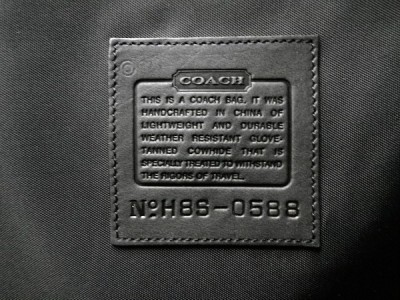 COACH
THIS IS A COACH BAG. IT WAS
HANDCRAFTED IN CHINA OF
LIGHTWEIGHT AND DURABLE
WEATHER RESISTANT GLOVE-
TANNED COWHIDE THAT IS
SPECIALLY TREATED TO WITHSTAND
THE RIGORS OF TRAVEL.
NºH8S-0588